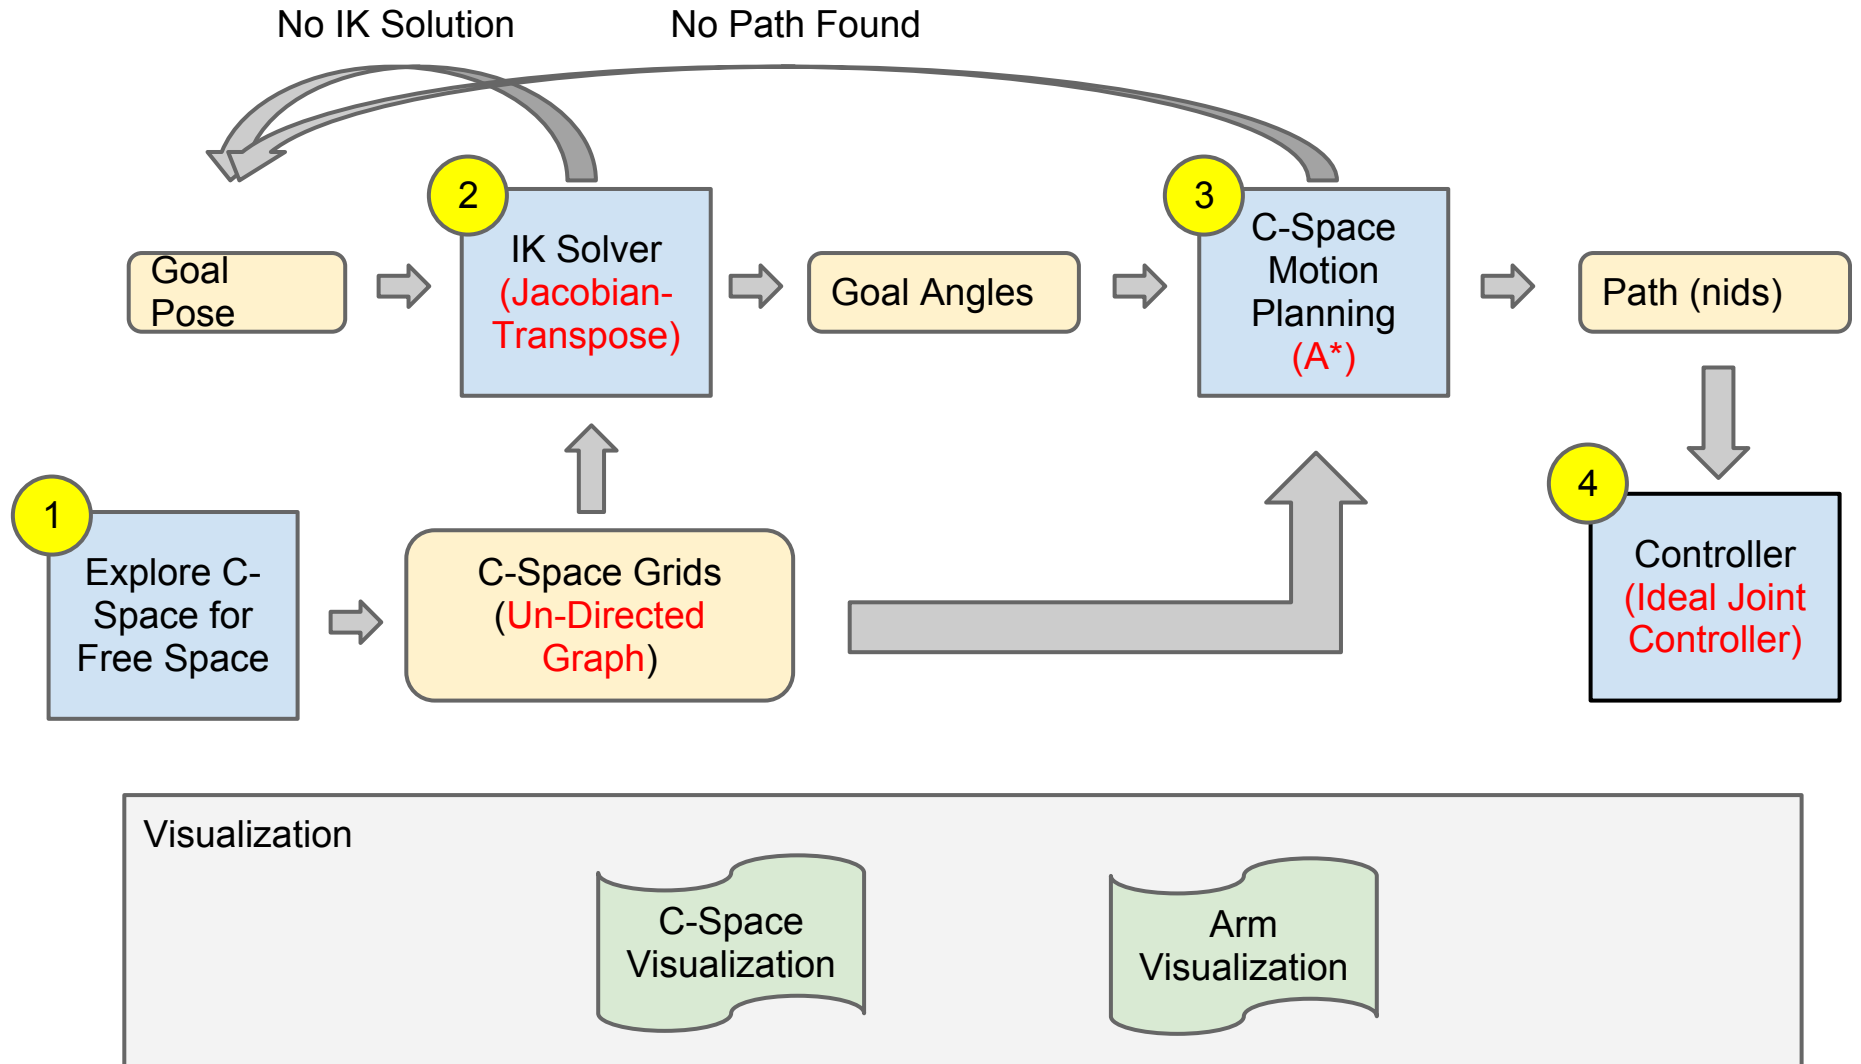 No IK Solution
No Path Found
2
3
Goal
Pose
IK Solver
(Jacobian-
Transpose)
Goal Angles
C-Space
Motion
Planning
(A*)
Path (nids)
1
Explore C-
Space for
Free Space
C-Space Grids
(Un-Directed
Graph)
4
Controller
(Ideal Joint
Controller)
Visualization
C-Space
Visualization
Arm
Visualization